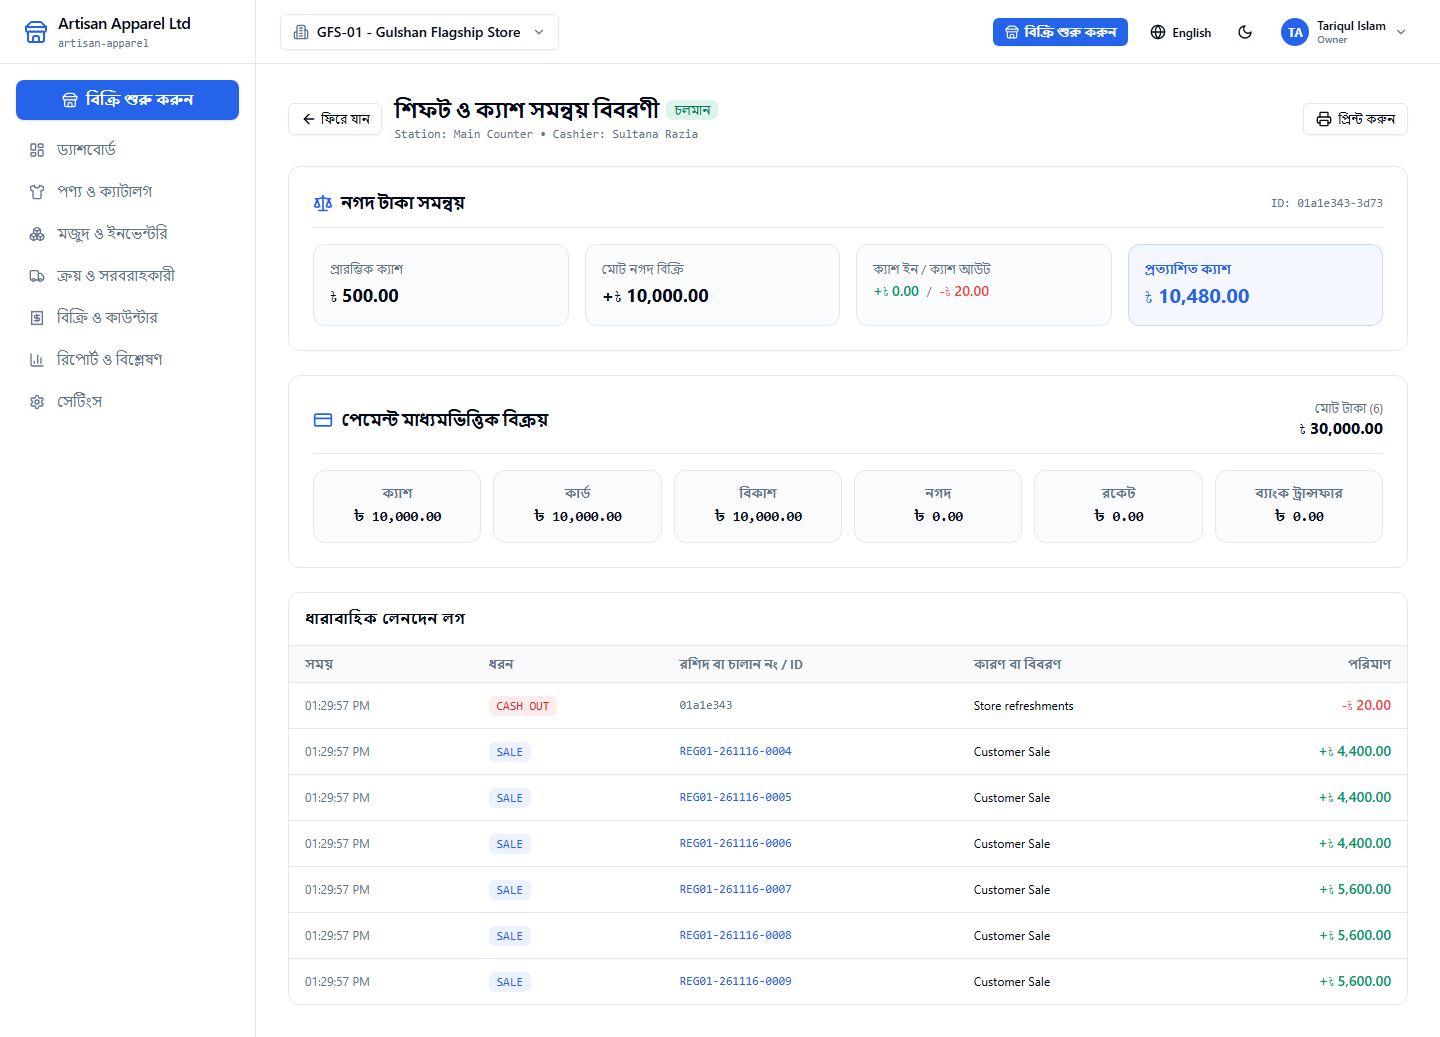 Artisan Apparel Ltd
artisan-apparel
GFS-01 - Gulshan Flagship Store
বিক্রি শুরু করুন
English
TA
Tariqul Islam
Owner
বিক্রি শুরু করুন
ড্যাশবোর্ড
পণ্য ও ক্যাটালগ
মজুদ ও ইনভেন্টরি
ক্রয় ও সরবরাহকারী
বিক্রি ও কাউন্টার
রিপোর্ট ও বিশ্লেষণ
সেটিংস
ফিরে যান
শিফট ও ক্যাশ সমন্বয় বিবরণী
চলমান
Station: Main Counter • Cashier: Sultana Razia
প্রিন্ট করুন
নগদ টাকা সমন্বয়
ID: 01a1e343-3d73
প্রারম্ভিক ক্যাশ
৳ 500.00
মোট নগদ বিক্রি
+৳ 10,000.00
ক্যাশ ইন / ক্যাশ আউট
+৳ 0.00 / -৳ 20.00
প্রত্যাশিত ক্যাশ
৳ 10,480.00
পেমেন্ট মাধ্যমভিত্তিক বিক্রয়
মোট টাকা (6)
৳ 30,000.00
ক্যাশ
৳ 10,000.00
কার্ড
৳ 10,000.00
বিকাশ
৳ 10,000.00
নগদ
৳ 0.00
রকেট
৳ 0.00
ব্যাংক ট্রান্সফার
৳ 0.00
ধারাবাহিক লেনদেন লগ
সময় ধরন রশিদ বা চালান নং / ID কারণ বা বিবরণ পরিমাণ
01:29:57 PM CASH OUT 01a1e343 Store refreshments -৳ 20.00
01:29:57 PM SALE REG01-261116-0004 Customer Sale +৳ 4,400.00
01:29:57 PM SALE REG01-261116-0005 Customer Sale +৳ 4,400.00
01:29:57 PM SALE REG01-261116-0006 Customer Sale +৳ 4,400.00
01:29:57 PM SALE REG01-261116-0007 Customer Sale +৳ 5,600.00
01:29:57 PM SALE REG01-261116-0008 Customer Sale +৳ 5,600.00
01:29:57 PM SALE REG01-261116-0009 Customer Sale +৳ 5,600.00